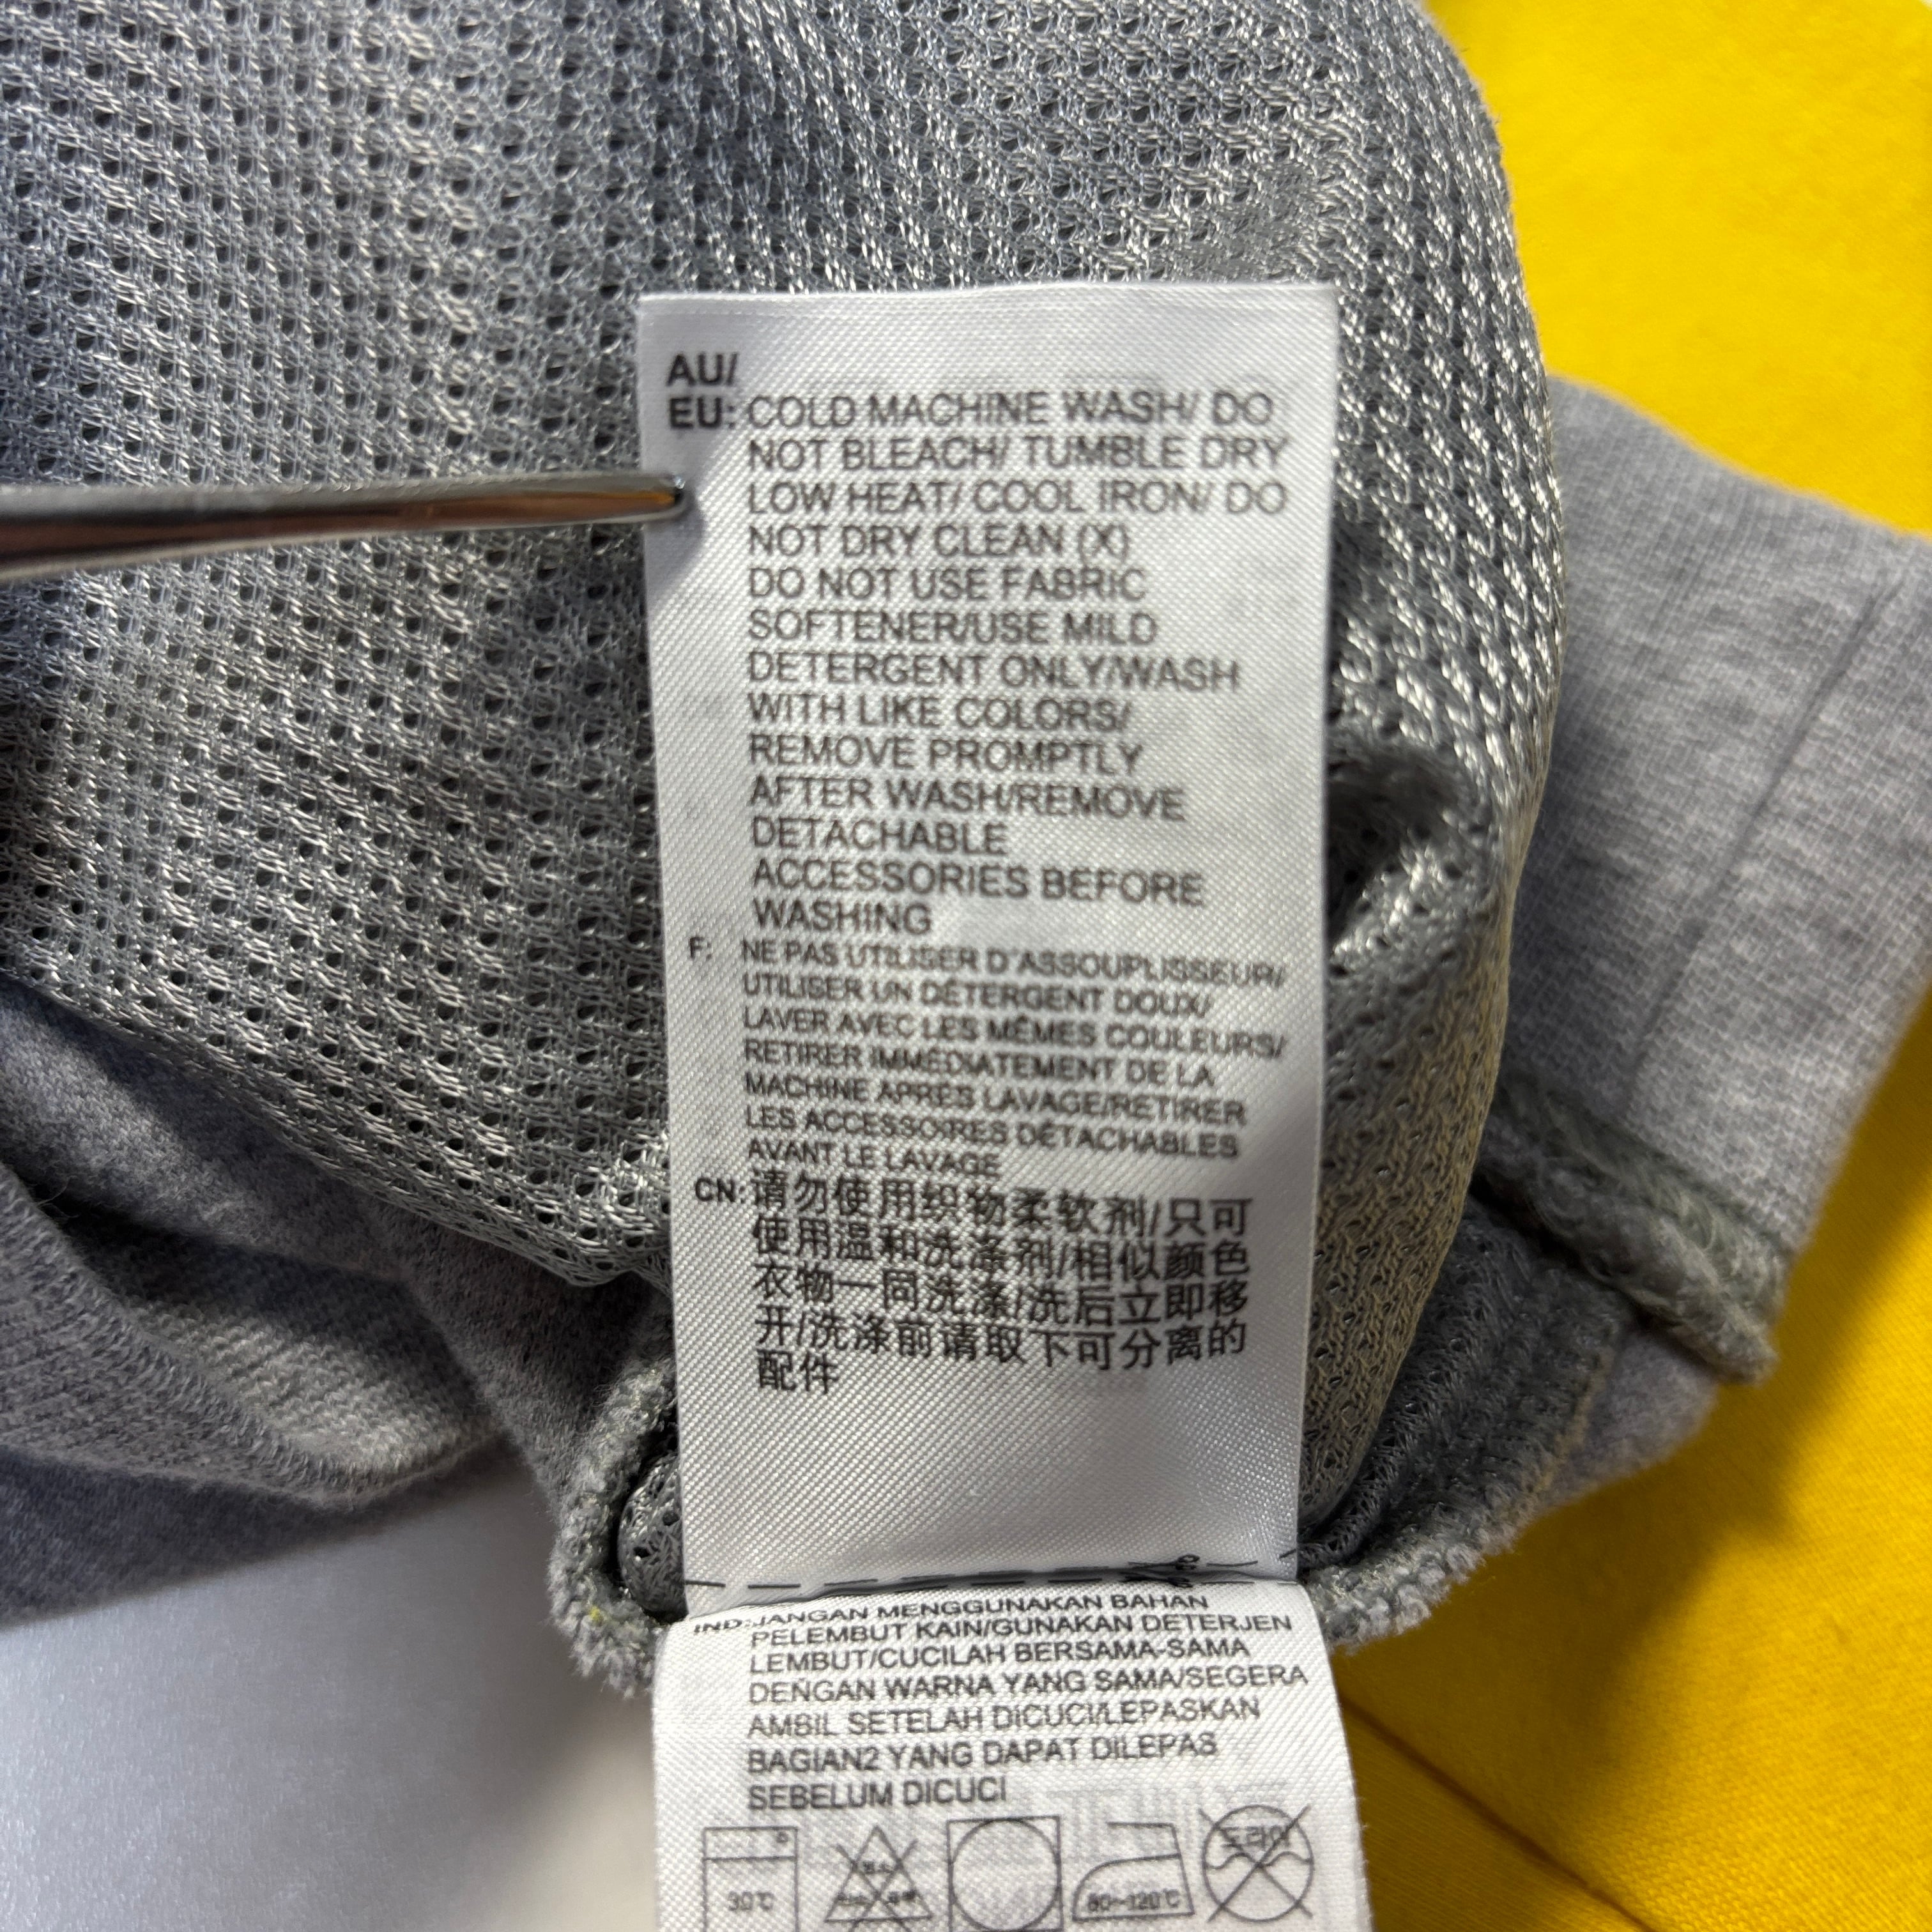 AU/
EU: COLD MACHINE WASH/ DO
NOT BLEACH/ TUMBLE DRY
LOW HEAT/ COOL IRON/ DO
NOT DRY CLEAN (X)
DO NOT USE FABRIC
SOFTENER/USE MILD
DETERGENT ONLY/WASH
WITH LIKE COLORS/
REMOVE PROMPTLY
AFTER WASH/REMOVE
DETACHABLE
ACCESSORIES BEFORE
WASHING
F: NE PAS UTILISER D'ASSOUPLISSEUR/
UTILISER UN DÉTERGENT DOUX/
LAVER AVEC LES MÊMES COULEURS/
RETIRER IMMÉDIATEMENT DE LA
MACHINE APRÈS LAVAGE/RETIRER
LES ACCESSOIRES DÉTACHABLES
AVANT LE LAVAGE
CN: 请勿使用织物柔软剂/只可
使用温和洗涤剂/相似颜色
衣物一同洗涤/洗后立即移
开/洗涤前请取下可分离的
配件
IND: JANGAN MENGGUNAKAN BAHAN
PELEMBUT KAIN/GUNAKAN DETERJEN
LEMBUT/CUCILAH BERSAMA-SAMA
DENGAN WARNA YANG SAMA/SEGERA
AMBIL SETELAH DICUCI/LEPASKAN
BAGIAN2 YANG DAPAT DILEPAS
SEBELUM DICUCI
30℃ 80~120℃ 드라이